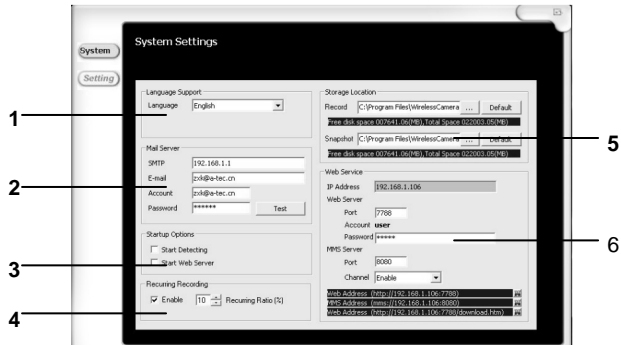 System Settings
System
Setting
Language Support
Language English
Mail Server
SMTP 192.168.1.1
E-mail zxk@a-tec.cn
Account zxk@a-tec.cn
Password ****** Test
Startup Options
Start Detecting
Start Web Server
Recurring Recording
Enable 10 Recuring Ratio (%)
Storage Location
Record C:\Program Files\WirelessCamera ... Default
Free disk space 007641.06(MB),Total Space 022003.05(MB)
Snapshot C:\Program Files\WirelessCamera ... Default
Free disk space 007641.06(MB),Total Space 022003.05(MB)
Web Service
IP Address 192.168.1.106
Web Server
Port 7788
Account user
Password *****
MMS Server
Port 8080
Channel Enable
Web Address (http://192.168.1.106:7788)
MMS Address (mms://192.168.1.106:8080)
Web Address (http://192.168.1.106:7788/download.htm)
1
2
3
4
5
6